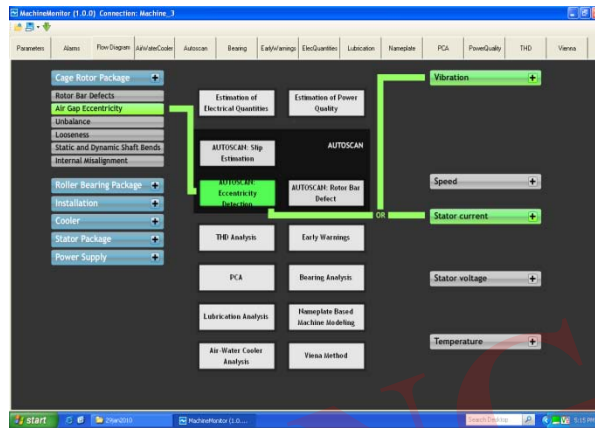 MachineMonitor (1.0.0) Connection: Machine_3
Parameters Alarms Flow Diagram AirWaterCooler Autoscan Bearing EarlyWarnings ElecQuantities Lubrication Nameplate PCA PowerQuality THD Vienna
Cage Rotor Package
Rotor Bar Defects
Air Gap Eccentricity
Unbalance
Looseness
Static and Dynamic Shaft Bends
Internal Misalignment
Roller Bearing Package
Installation
Cooler
Stator Package
Power Supply
Estimation of
Electrical Quantities
Estimation of Power
Quality
AUTOSCAN
AUTOSCAN: Slip
Estimation
AUTOSCAN:
Eccentricity
Detection
AUTOSCAN: Rotor Bar
Defect
THD Analysis
Early Warnings
PCA
Bearing Analysis
Lubrication Analysis
Nameplate Based
Machine Modeling
Air-Water Cooler
Analysis
Viena Method
OR
Vibration
Speed
Stator current
Stator voltage
Temperature
start
29Jan2010
MachineMonitor (1.0....
Search Desktop
5:15 PM